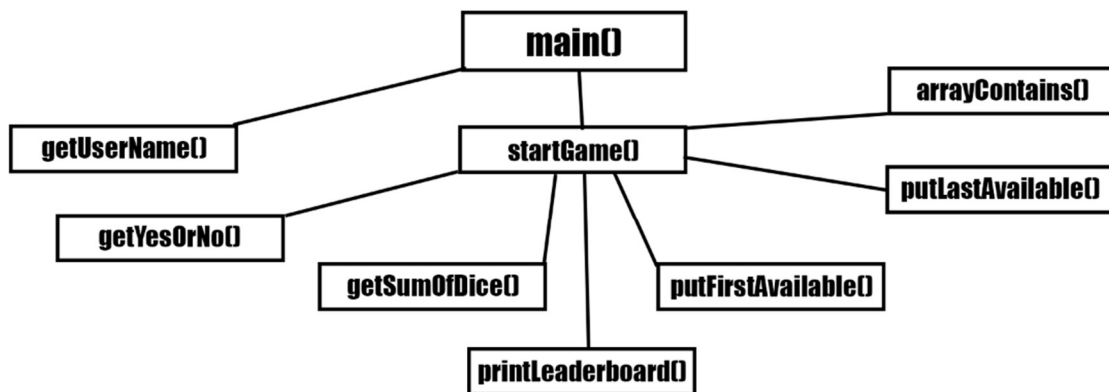 main()
arrayContains()
getUserName()
startGame()
putLastAvailable()
getYesOrNo()
getSumOfDice()
putFirstAvailable()
printLeaderboard()